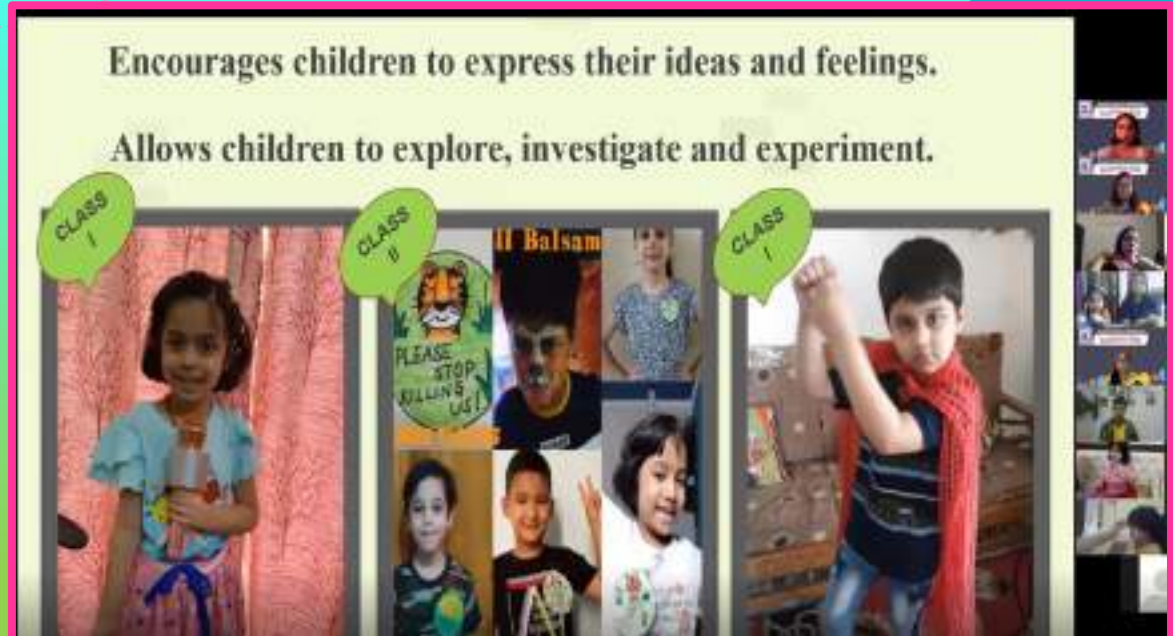 Encourages children to express their ideas and feelings.
Allows children to explore, investigate and experiment.
CLASS
I
CLASS
II
CLASS
I
II Balsam
PLEASE
STOP
KILLING
US!